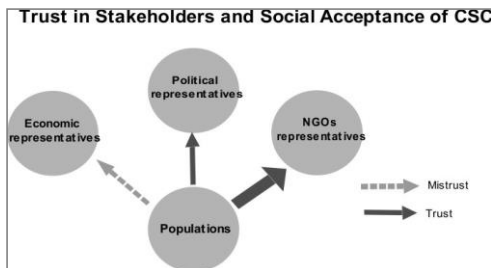 Trust in Stakeholders and Social Acceptance of CSC
Political
representatives
Economic
representatives
NGOs
representatives
Mistrust
Trust
Populations